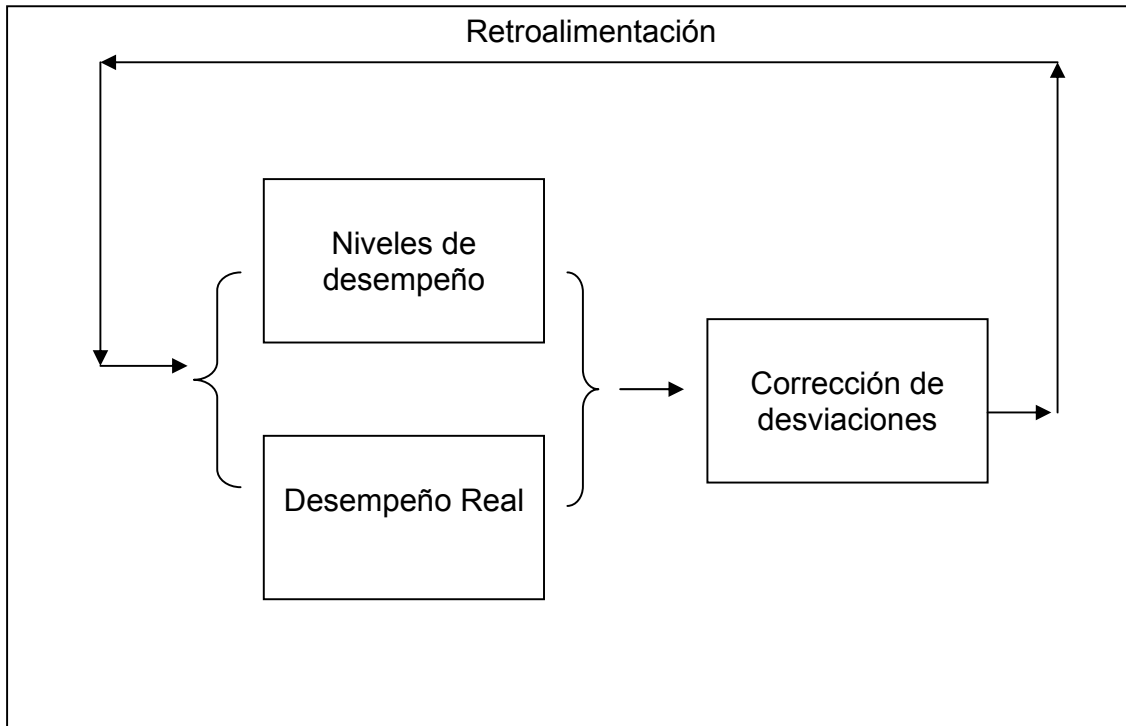 Retroalimentación
Niveles de
desempeño
Desempeño Real
Corrección de
desviaciones